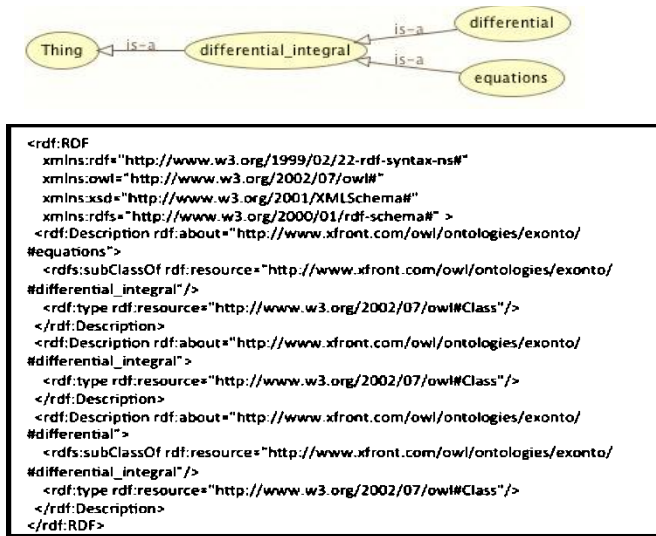 differential
is-a
Thing
is-a
differential_integral
is-a
equations
<rdf:RDF
xmlns:rdf="http://www.w3.org/1999/02/22-rdf-syntax-ns#"
xmlns:owl="http://www.w3.org/2002/07/owl#"
xmlns:xsd="http://www.w3.org/2001/XMLSchema#"
xmlns:rdfs="http://www.w3.org/2000/01/rdf-schema#" >
<rdf:Description rdf:about="http://www.xfront.com/owl/ontologies/exonto/
#equations">
<rdfs:subClassOf rdf:resource="http://www.xfront.com/owl/ontologies/exonto/
#differential_integral"/>
<rdf:type rdf:resource="http://www.w3.org/2002/07/owl#Class"/>
</rdf:Description>
<rdf:Description rdf:about="http://www.xfront.com/owl/ontologies/exonto/
#differential_integral">
<rdf:type rdf:resource="http://www.w3.org/2002/07/owl#Class"/>
</rdf:Description>
<rdf:Description rdf:about="http://www.xfront.com/owl/ontologies/exonto/
#differential">
<rdfs:subClassOf rdf:resource="http://www.xfront.com/owl/ontologies/exonto/
#differential_integral"/>
<rdf:type rdf:resource="http://www.w3.org/2002/07/owl#Class"/>
</rdf:Description>
</rdf:RDF>